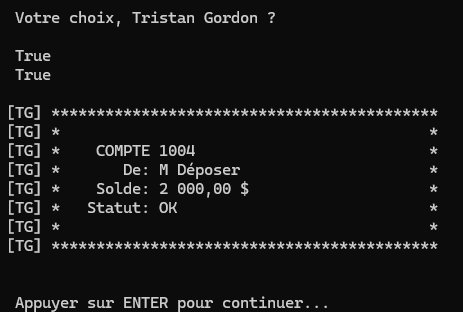 Votre choix, Tristan Gordon ?
True
True
[TG] *******************************************
[TG] *                                         *
[TG] *    COMPTE 1004                          *
[TG] *       De: M Déposer                     *
[TG] *    Solde: 2 000,00 $                    *
[TG] *   Statut: OK                            *
[TG] *                                         *
[TG] *******************************************
Appuyer sur ENTER pour continuer...